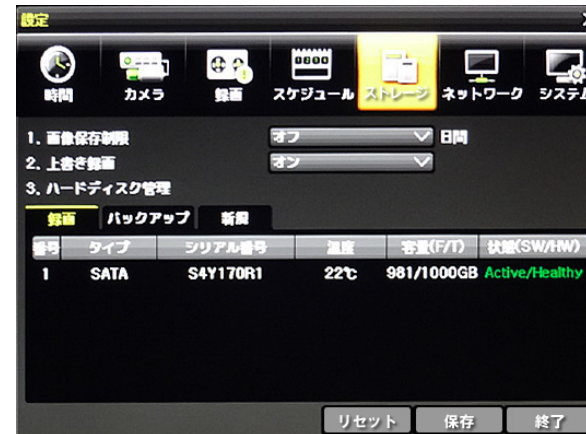 設定
時間 カメラ 録画 スケジュール ストレージ ネットワーク システム
1. 画像保存制限 オフ 日間
2. 上書き録画 オン
3. ハードディスク管理
録画 バックアップ 新規
番号 タイプ シリアル番号 温度 容量(F/T) 状態(SW/HW)
1 SATA S4Y170R1 22℃ 981/1000GB Active/Healthy
リセット 保存 終了